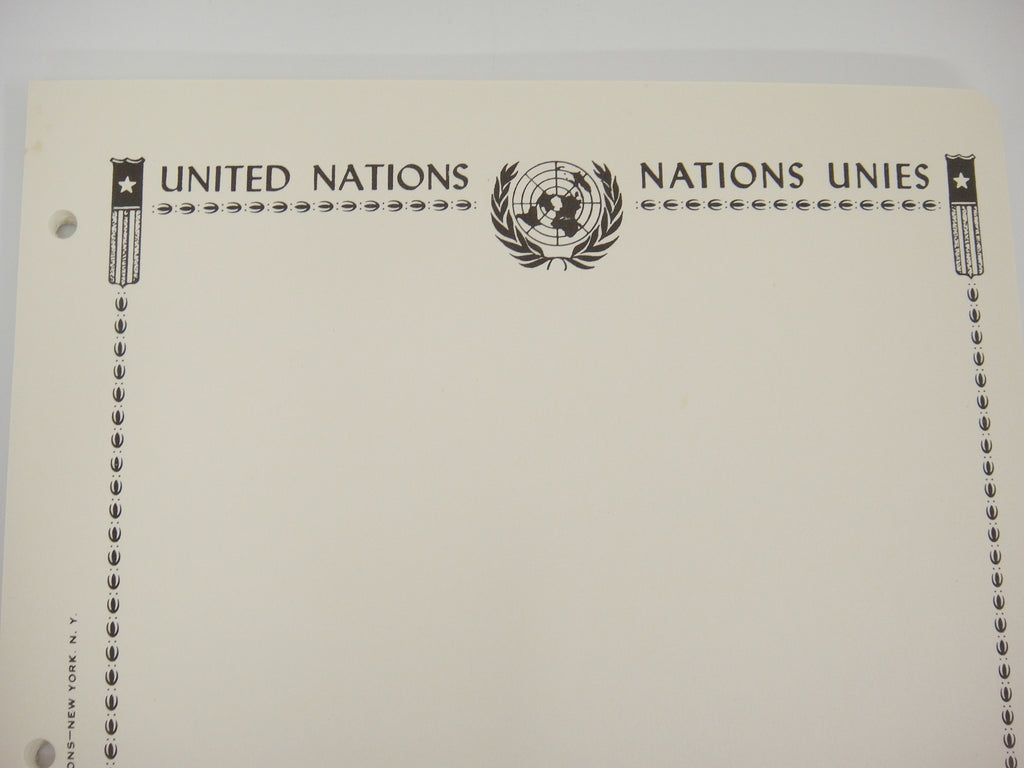 UNITED NATIONS NATIONS UNIES
ONS—NEW YORK. N. Y.